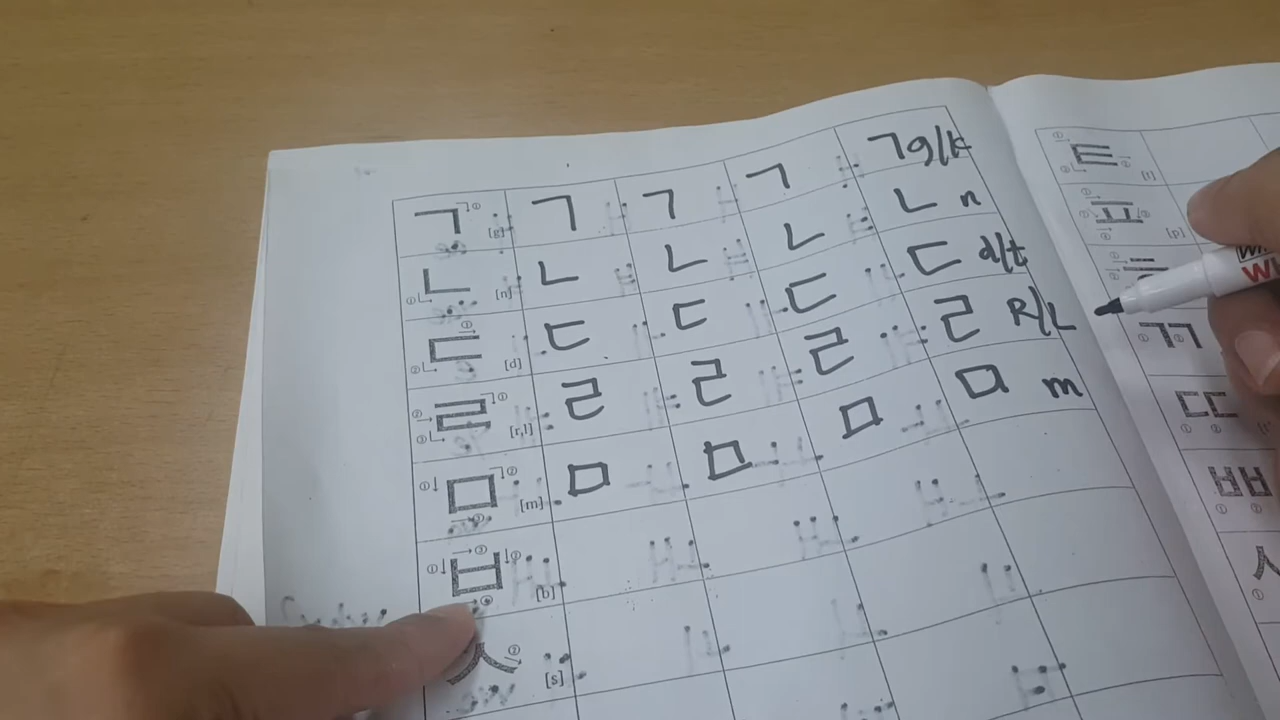 ㄱ [g] ㄱ ㄱ ㄱ ㄱ g/k
ㄴ [n] ㄴ ㄴ ㄴ ㄴ n
ㄷ [d] ㄷ ㄷ ㄷ ㄷ d/t
ㄹ [r,l] ㄹ ㄹ ㄹ ㄹ R/L
ㅁ [m] ㅁ ㅁ ㅁ ㅁ m
ㅂ [b]
ㅅ [s]
ㅌ [t]
ㅍ [p]
ㄲ
ㄸ
ㅃ